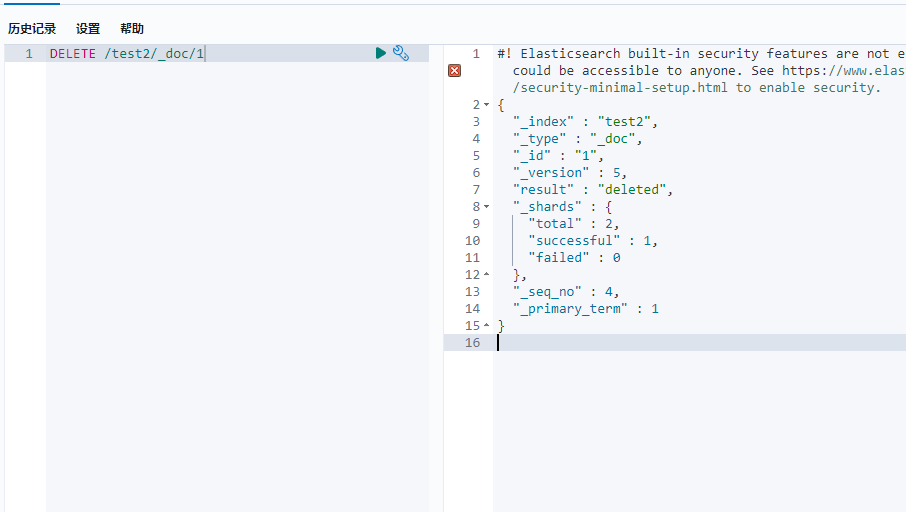 历史记录 设置 帮助
1 DELETE /test2/_doc/1
1 #! Elasticsearch built-in security features are not e
could be accessible to anyone. See https://www.elas
/security-minimal-setup.html to enable security.
2 {
3 "_index" : "test2",
4 "_type" : "_doc",
5 "_id" : "1",
6 "_version" : 5,
7 "result" : "deleted",
8 "_shards" : {
9 "total" : 2,
10 "successful" : 1,
11 "failed" : 0
12 },
13 "_seq_no" : 4,
14 "_primary_term" : 1
15 }
16